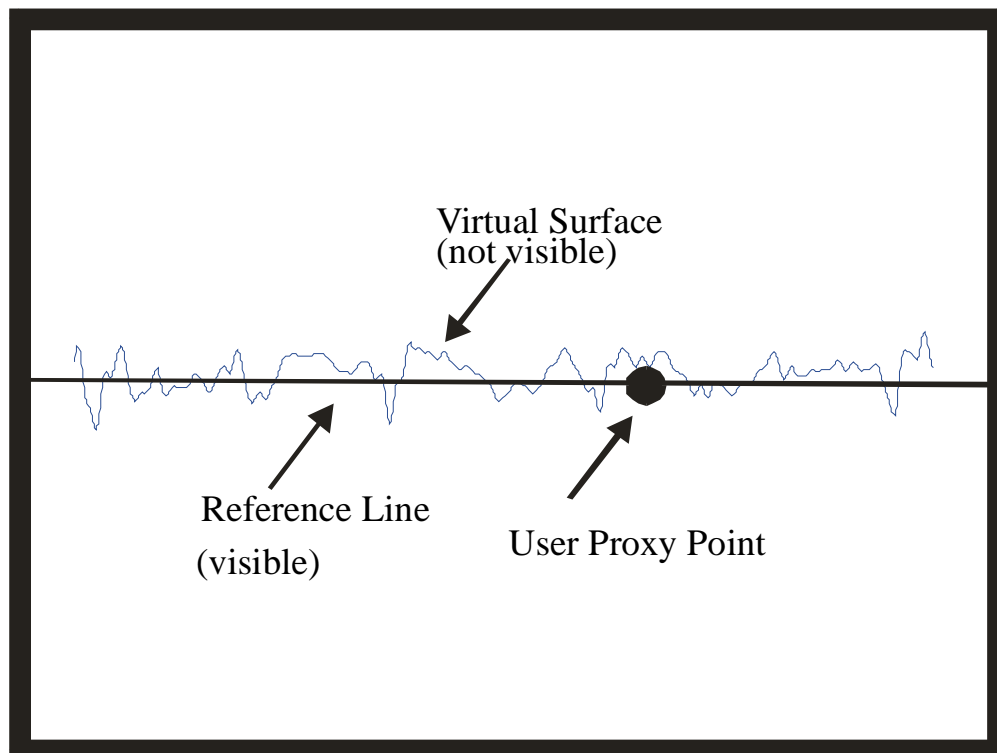 Virtual Surface
(not visible)
Reference Line
(visible)
User Proxy Point